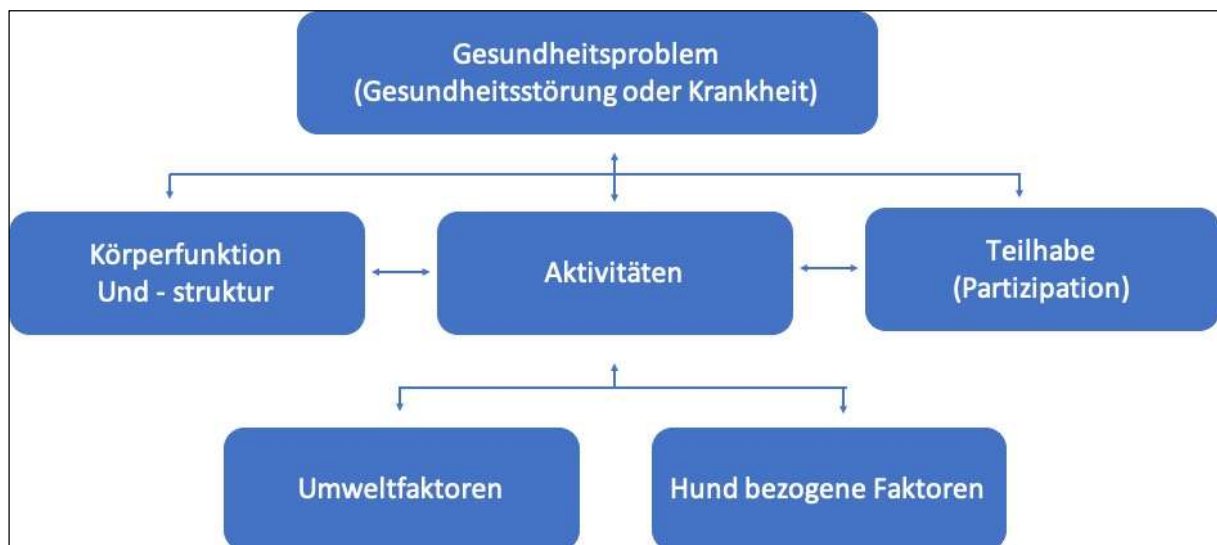 Gesundheitsproblem
(Gesundheitsstörung oder Krankheit)
Körperfunktion
Und - struktur
Aktivitäten
Teilhabe
(Partizipation)
Umweltfaktoren
Hund bezogene Faktoren